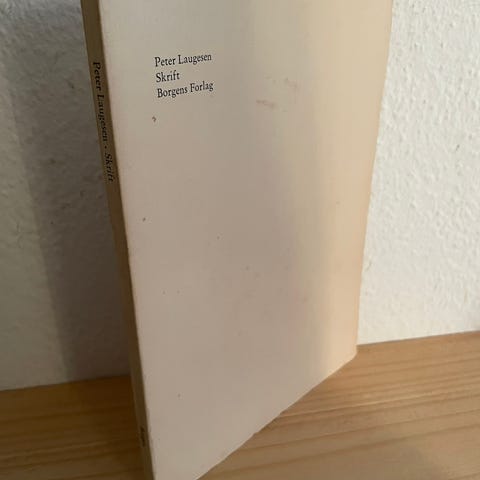 Peter Laugesen
Skrift
Borgens Forlag
Peter Laugesen · Skrift